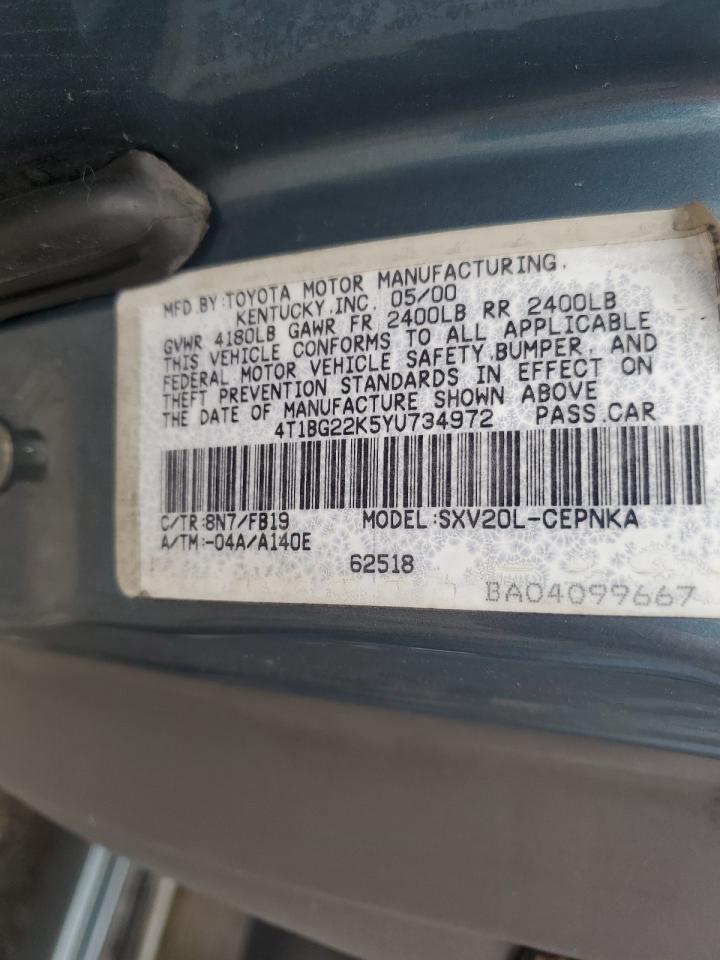 MFD.BY:TOYOTA MOTOR MANUFACTURING,
KENTUCKY,INC. 05/00
GVWR 4180LB GAWR FR 2400LB RR 2400LB
THIS VEHICLE CONFORMS TO ALL APPLICABLE
FEDERAL MOTOR VEHICLE SAFETY,BUMPER, AND
THEFT PREVENTION STANDARDS IN EFFECT ON
THE DATE OF MANUFACTURE SHOWN ABOVE
4T1BG22K5YU734972 PASS.CAR
C/TR:8N7/FB19 MODEL:SXV20L-CEPNKA
A/TM:-04A/A140E
62518
BA04099667